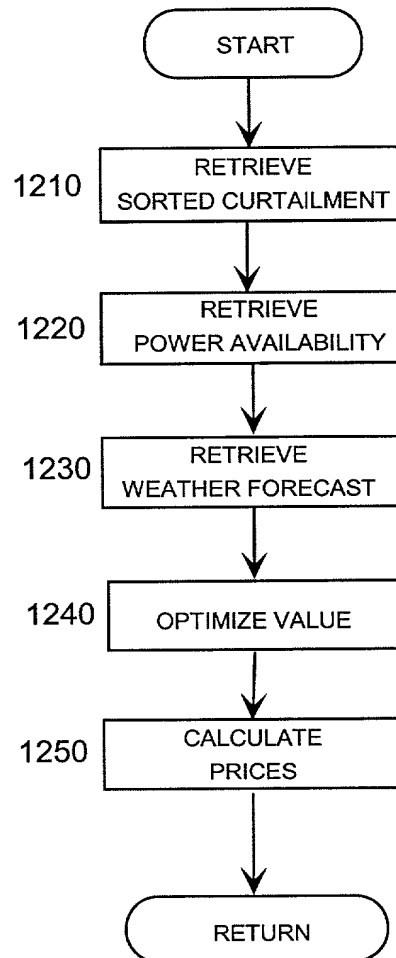 START
1210
RETRIEVE
SORTED CURTAILMENT
1220
RETRIEVE
POWER AVAILABILITY
1230
RETRIEVE
WEATHER FORECAST
1240
OPTIMIZE VALUE
1250
CALCULATE
PRICES
RETURN